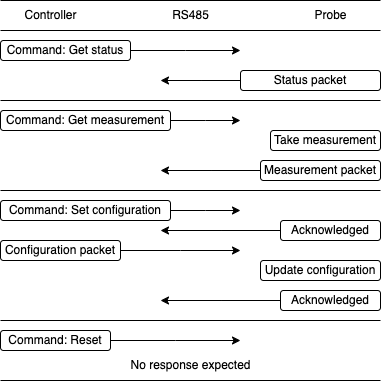 Controller RS485 Probe
Command: Get status
Status packet
Command: Get measurement
Take measurement
Measurement packet
Command: Set configuration
Acknowledged
Configuration packet
Update configuration
Acknowledged
Command: Reset
No response expected